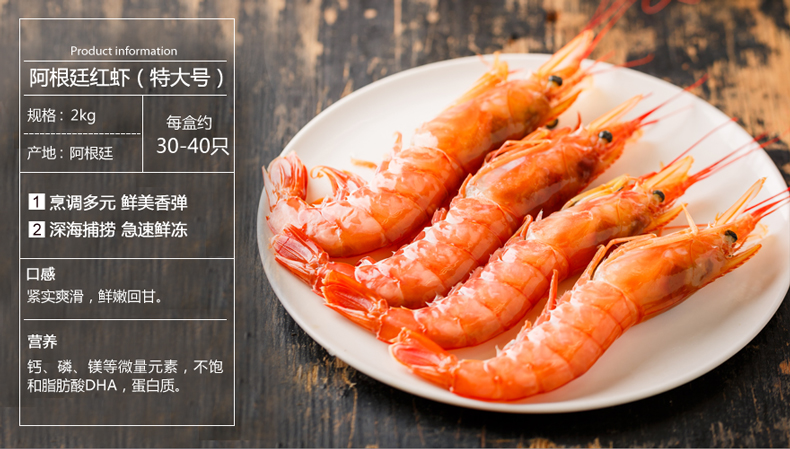 Product information
阿根廷红虾（特大号）
规格：2kg
产地：阿根廷
每盒约
30-40只
1 烹调多元 鲜美香弹
2 深海捕捞 急速鲜冻
口感
紧实爽滑，鲜嫩回甘。
营养
钙、磷、镁等微量元素，不饱
和脂肪酸DHA，蛋白质。